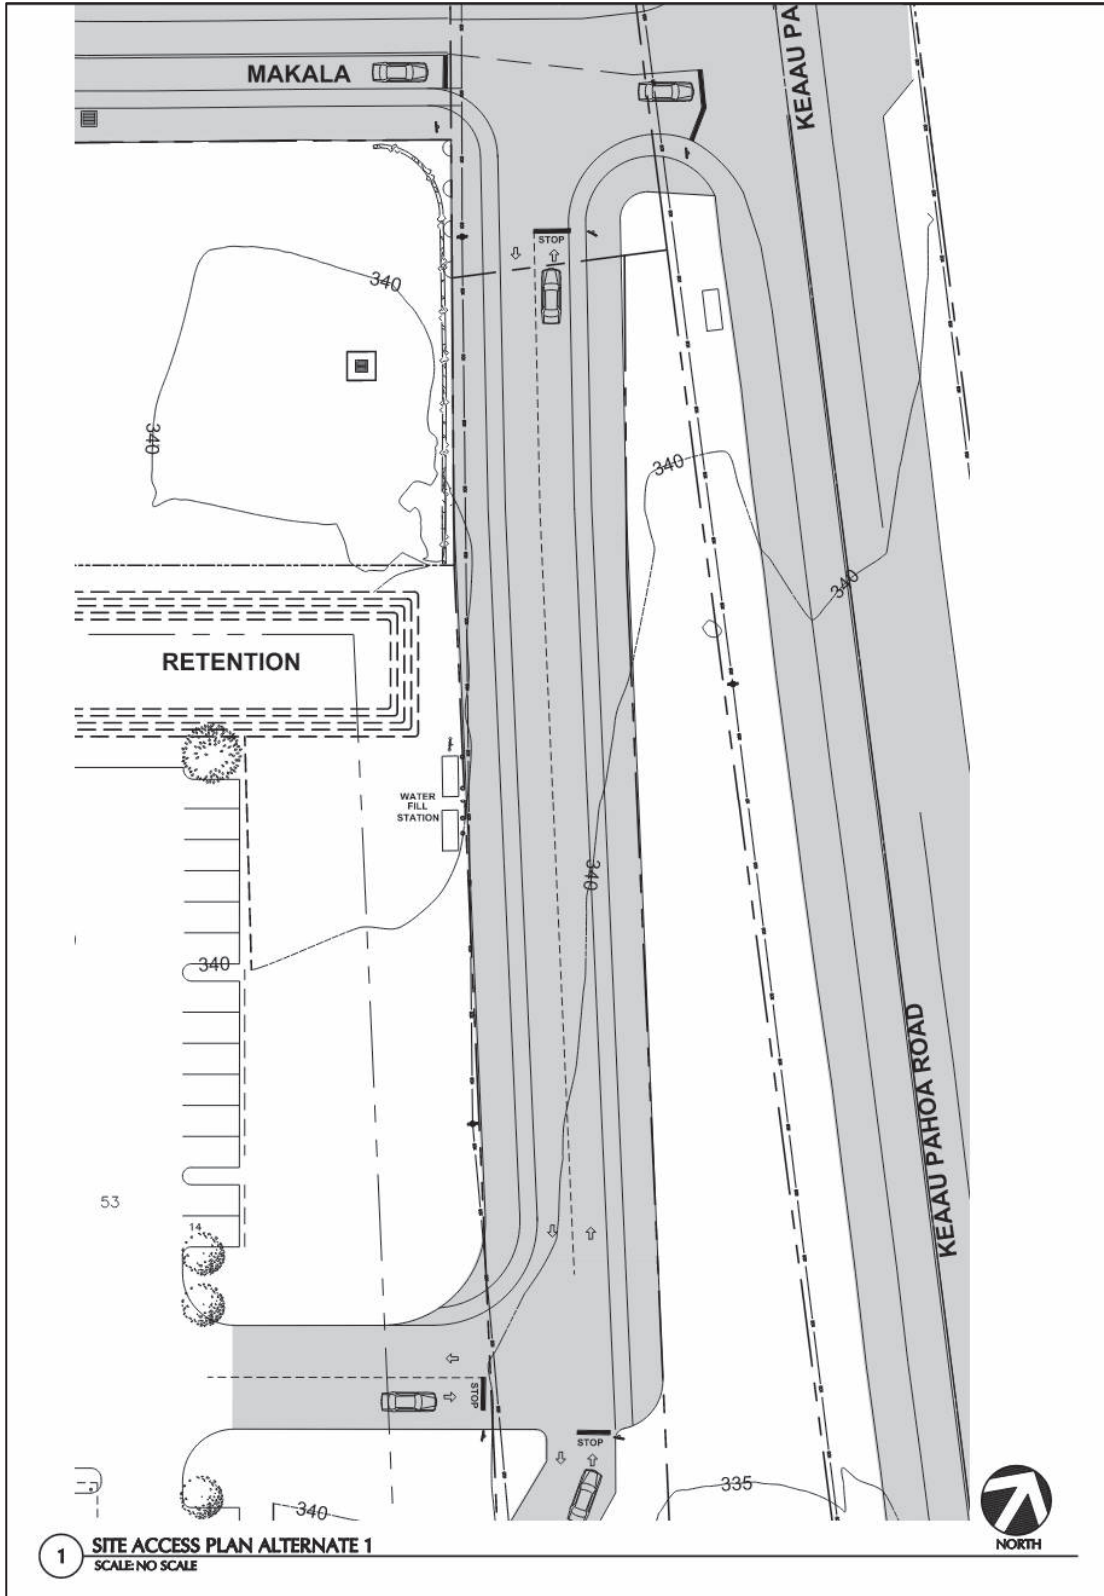 MAKALA
KEAAU PA
STOP
340
340
340
340
RETENTION
WATER
FILL
STATION
340
340
KEAAU PAHOA ROAD
53
14
STOP
STOP
335
340
NORTH
1
SITE ACCESS PLAN ALTERNATE 1
SCALE: NO SCALE